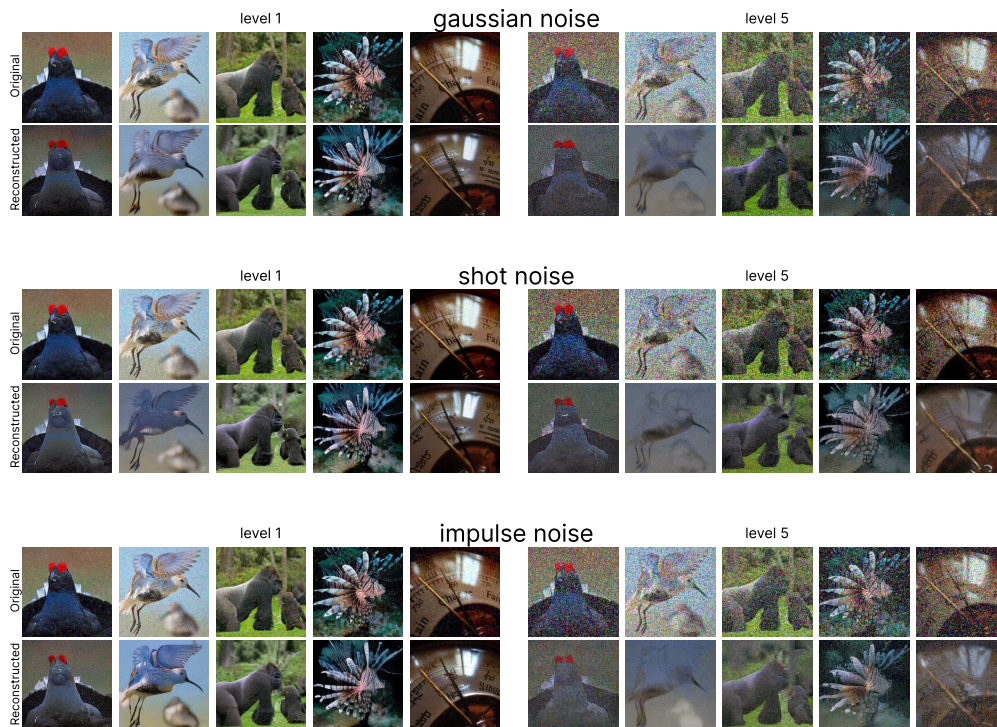 gaussian noise
level 1
level 5
Original
Reconstructed
shot noise
level 1
level 5
Original
Reconstructed
impulse noise
level 1
level 5
Original
Reconstructed